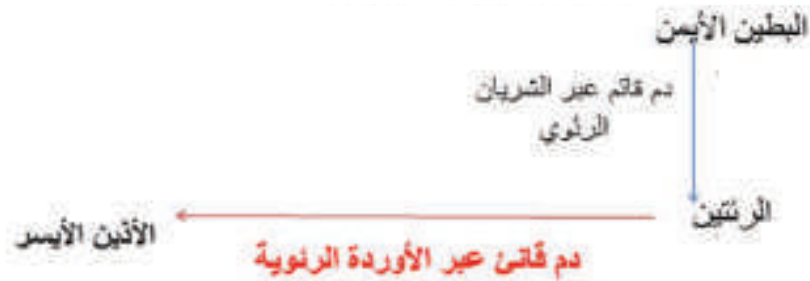 البطين الأيمن
دم قاتم عبر الشريان
الرئوي
الرئتين
الأذين الأيسر
دم قانئ عبر الأوردة الرئوية